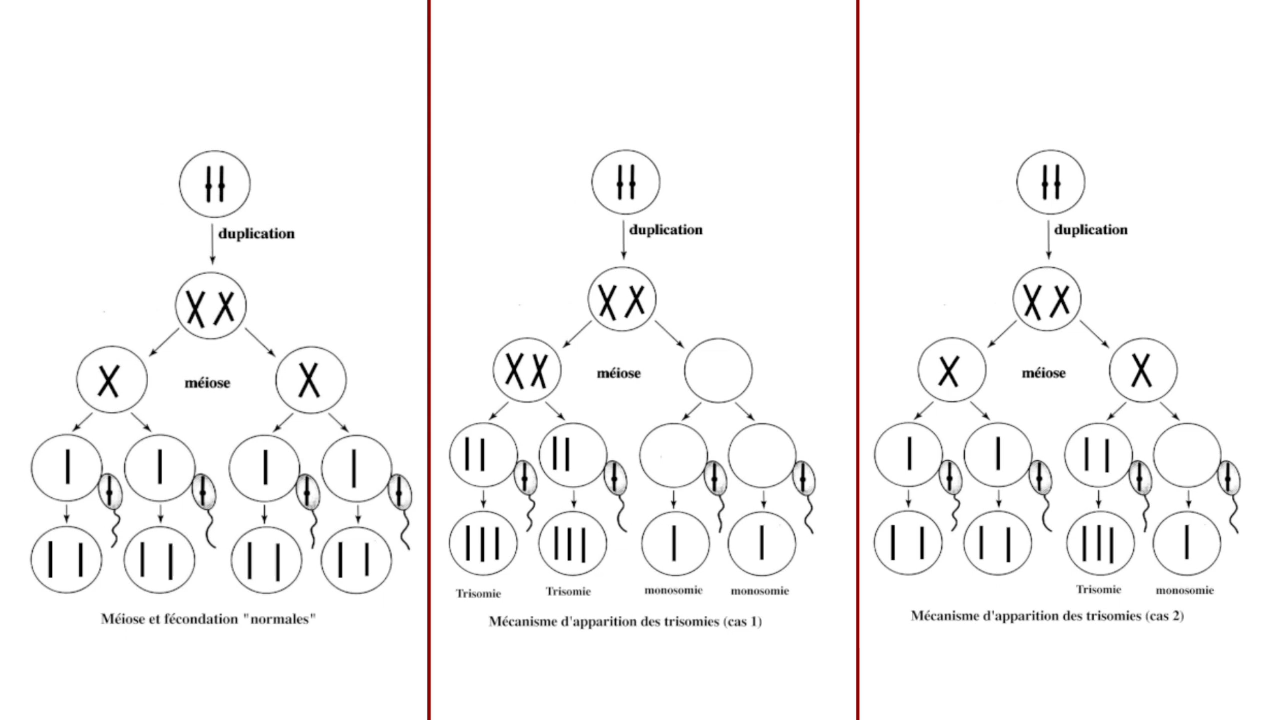 duplication
méiose
Méiose et fécondation "normales"
duplication
méiose
Trisomie
Trisomie
monosomie
monosomie
Mécanisme d'apparition des trisomies (cas 1)
duplication
méiose
Trisomie
monosomie
Mécanisme d'apparition des trisomies (cas 2)